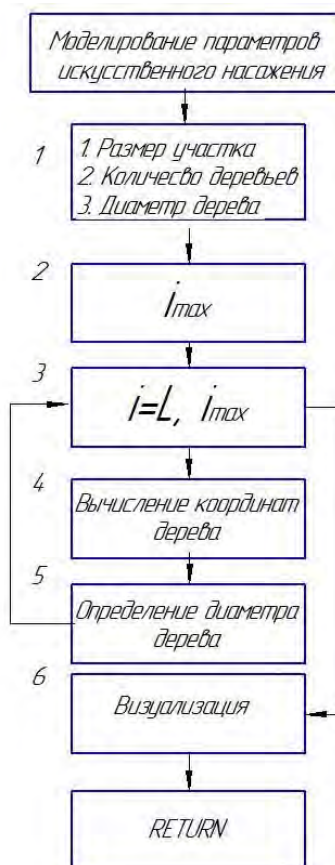 Моделирование параметров
искусственного насажения
1
1. Размер участка
2. Количесво деревьев
3. Диаметр дерева
2
imax
3
i=L, imax
4
Вычисление координат
дерева
5
Определение диаметра
дерева
6
Визуализация
RETURN